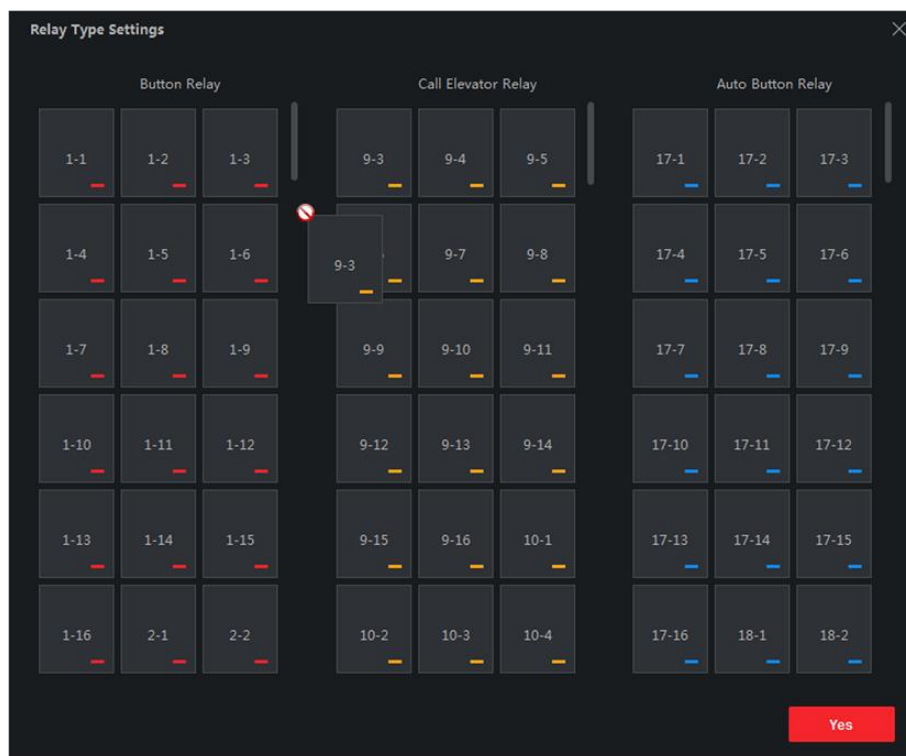 Relay Type Settings
Button Relay Call Elevator Relay Auto Button Relay
1-1 1-2 1-3 9-3 9-4 9-5 17-1 17-2 17-3
1-4 1-5 1-6 9-3 9-7 9-8 17-4 17-5 17-6
1-7 1-8 1-9 9-9 9-10 9-11 17-7 17-8 17-9
1-10 1-11 1-12 9-12 9-13 9-14 17-10 17-11 17-12
1-13 1-14 1-15 9-15 9-16 10-1 17-13 17-14 17-15
1-16 2-1 2-2 10-2 10-3 10-4 17-16 18-1 18-2
Yes